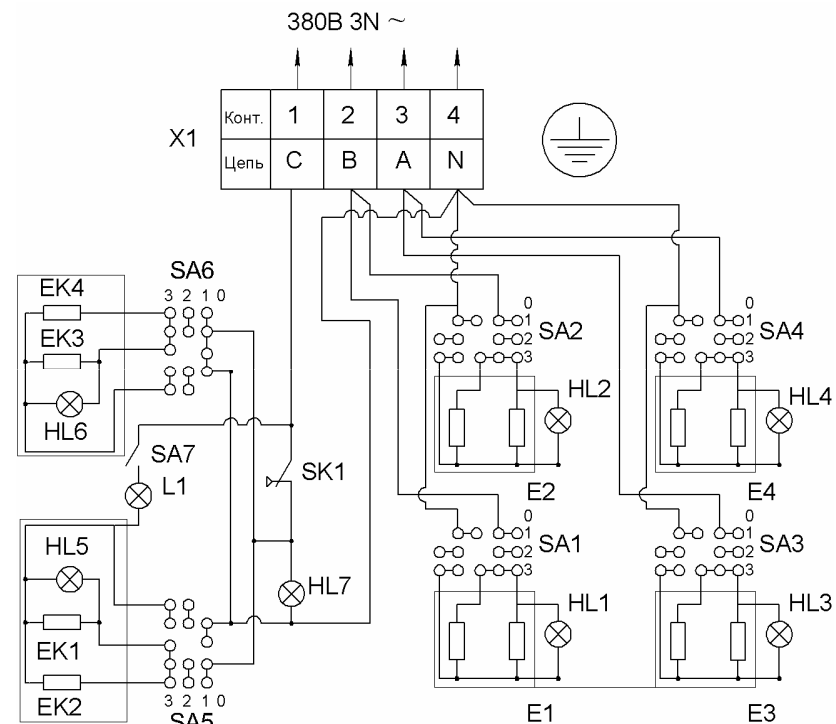 380В 3N ~
X1
Конт. 1 2 3 4
Цепь C B A N
SA6
3 2 1 0
EK4
EK3
HL6
SA7
L1
SK1
HL7
HL5
EK1
EK2
3 2 1 0
SA5
0
1
2
3
SA2
HL2
E2
0
1
2
3
SA4
HL4
E4
0
1
2
3
SA1
HL1
E1
0
1
2
3
SA3
HL3
E3